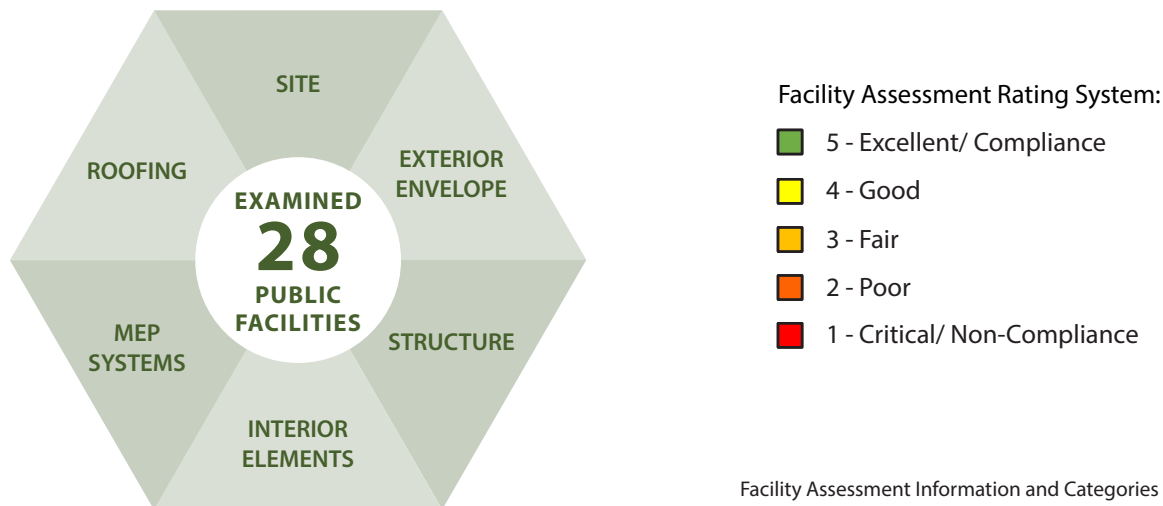 SITE
EXTERIOR
ENVELOPE
STRUCTURE
INTERIOR
ELEMENTS
MEP
SYSTEMS
ROOFING
EXAMINED
28
PUBLIC
FACILITIES
Facility Assessment Rating System:
5 - Excellent/ Compliance
4 - Good
3 - Fair
2 - Poor
1 - Critical/ Non-Compliance
Facility Assessment Information and Categories